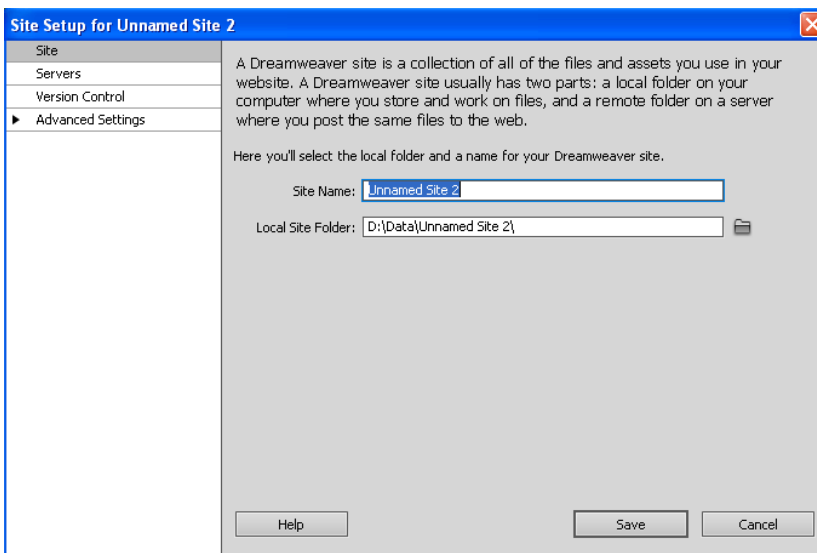 Site Setup for Unnamed Site 2
Site
Servers
Version Control
Advanced Settings
A Dreamweaver site is a collection of all of the files and assets you use in your
website. A Dreamweaver site usually has two parts: a local folder on your
computer where you store and work on files, and a remote folder on a server
where you post the same files to the web.
Here you'll select the local folder and a name for your Dreamweaver site.
Site Name: Unnamed Site 2
Local Site Folder: D:\Data\Unnamed Site 2\
Help Save Cancel